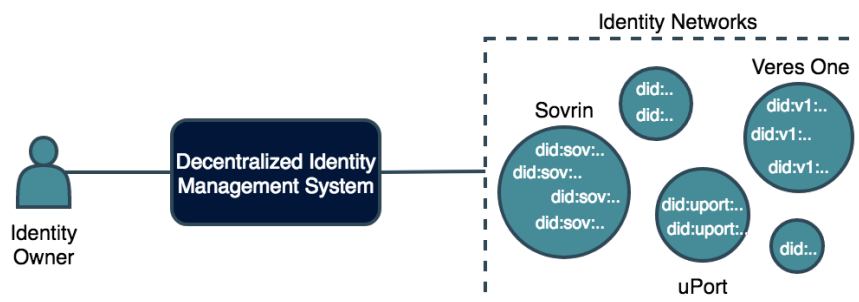 Identity Networks
Veres One
Sovrin
did:..
did:..
did:v1:..
did:v1:..
did:v1:..
Decentralized Identity
Management System
did:sov:..
did:sov:..
did:sov:..
did:sov:..
did:uport:..
did:uport:..
did:..
Identity
Owner
uPort